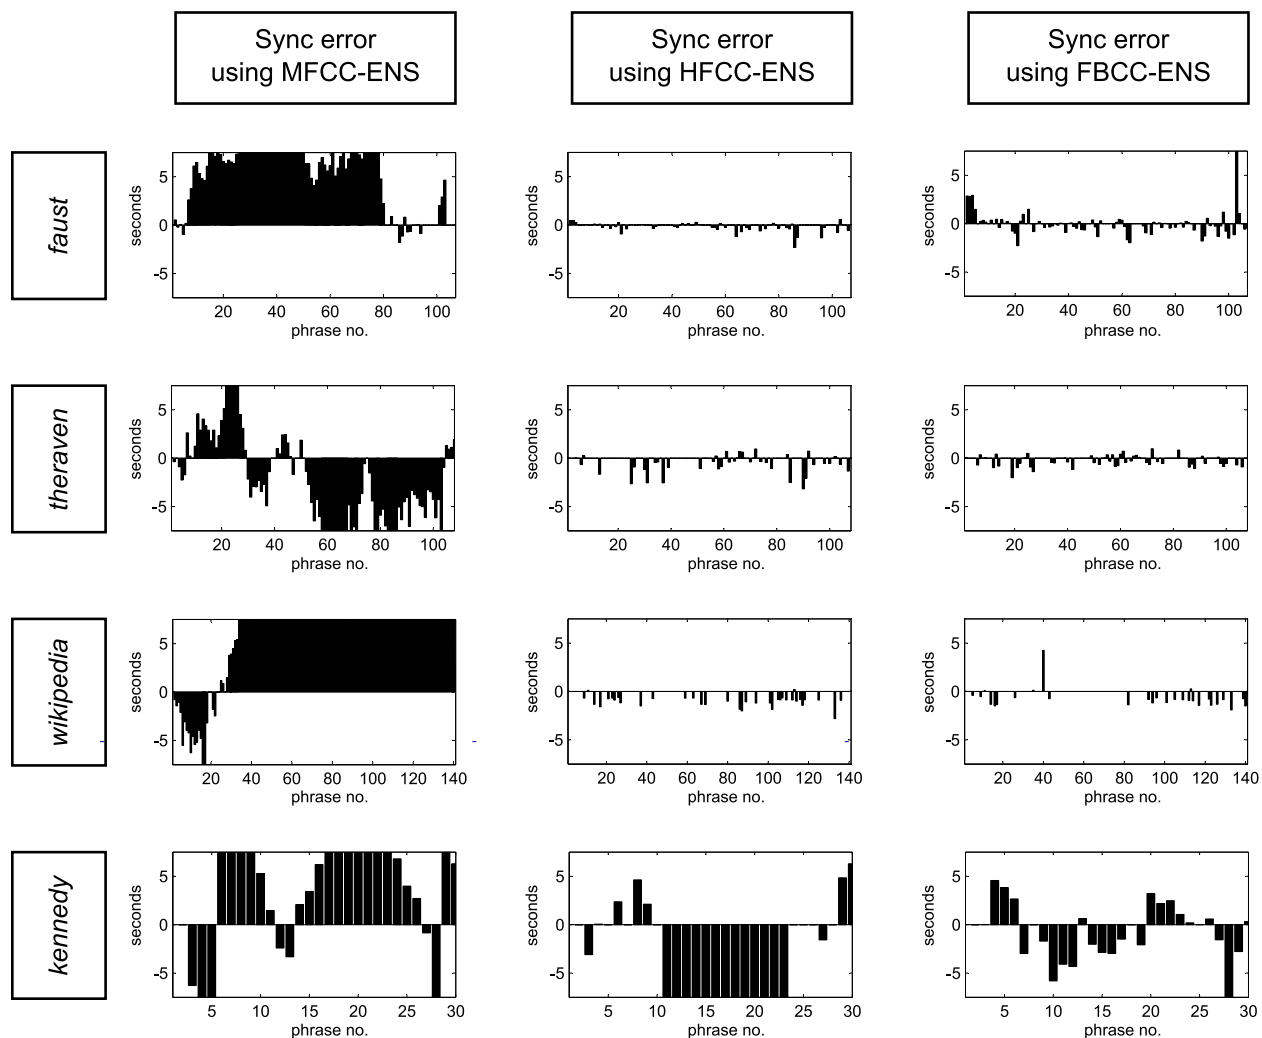 Sync error
using MFCC-ENS
Sync error
using HFCC-ENS
Sync error
using FBCC-ENS
faust
seconds
5
0
-5
20 40 60 80 100
phrase no.
seconds
5
0
-5
20 40 60 80 100
phrase no.
seconds
5
0
-5
20 40 60 80 100
phrase no.
theraven
seconds
5
0
-5
20 40 60 80 100
phrase no.
seconds
5
0
-5
20 40 60 80 100
phrase no.
seconds
5
0
-5
20 40 60 80 100
phrase no.
wikipedia
seconds
5
0
-5
20 40 60 80 100 120 140
phrase no.
seconds
5
0
-5
20 40 60 80 100 120 140
phrase no.
seconds
5
0
-5
20 40 60 80 100 120 140
phrase no.
kennedy
seconds
5
0
-5
5 10 15 20 25 30
phrase no.
seconds
5
0
-5
5 10 15 20 25 30
phrase no.
seconds
5
0
-5
5 10 15 20 25 30
phrase no.